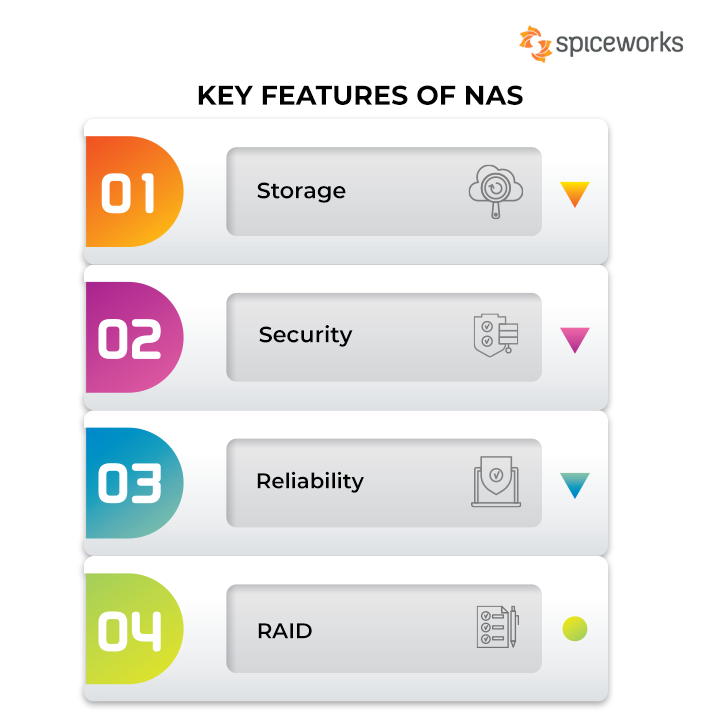 spiceworks
KEY FEATURES OF NAS
01
Storage
02
Security
03
Reliability
04
RAID